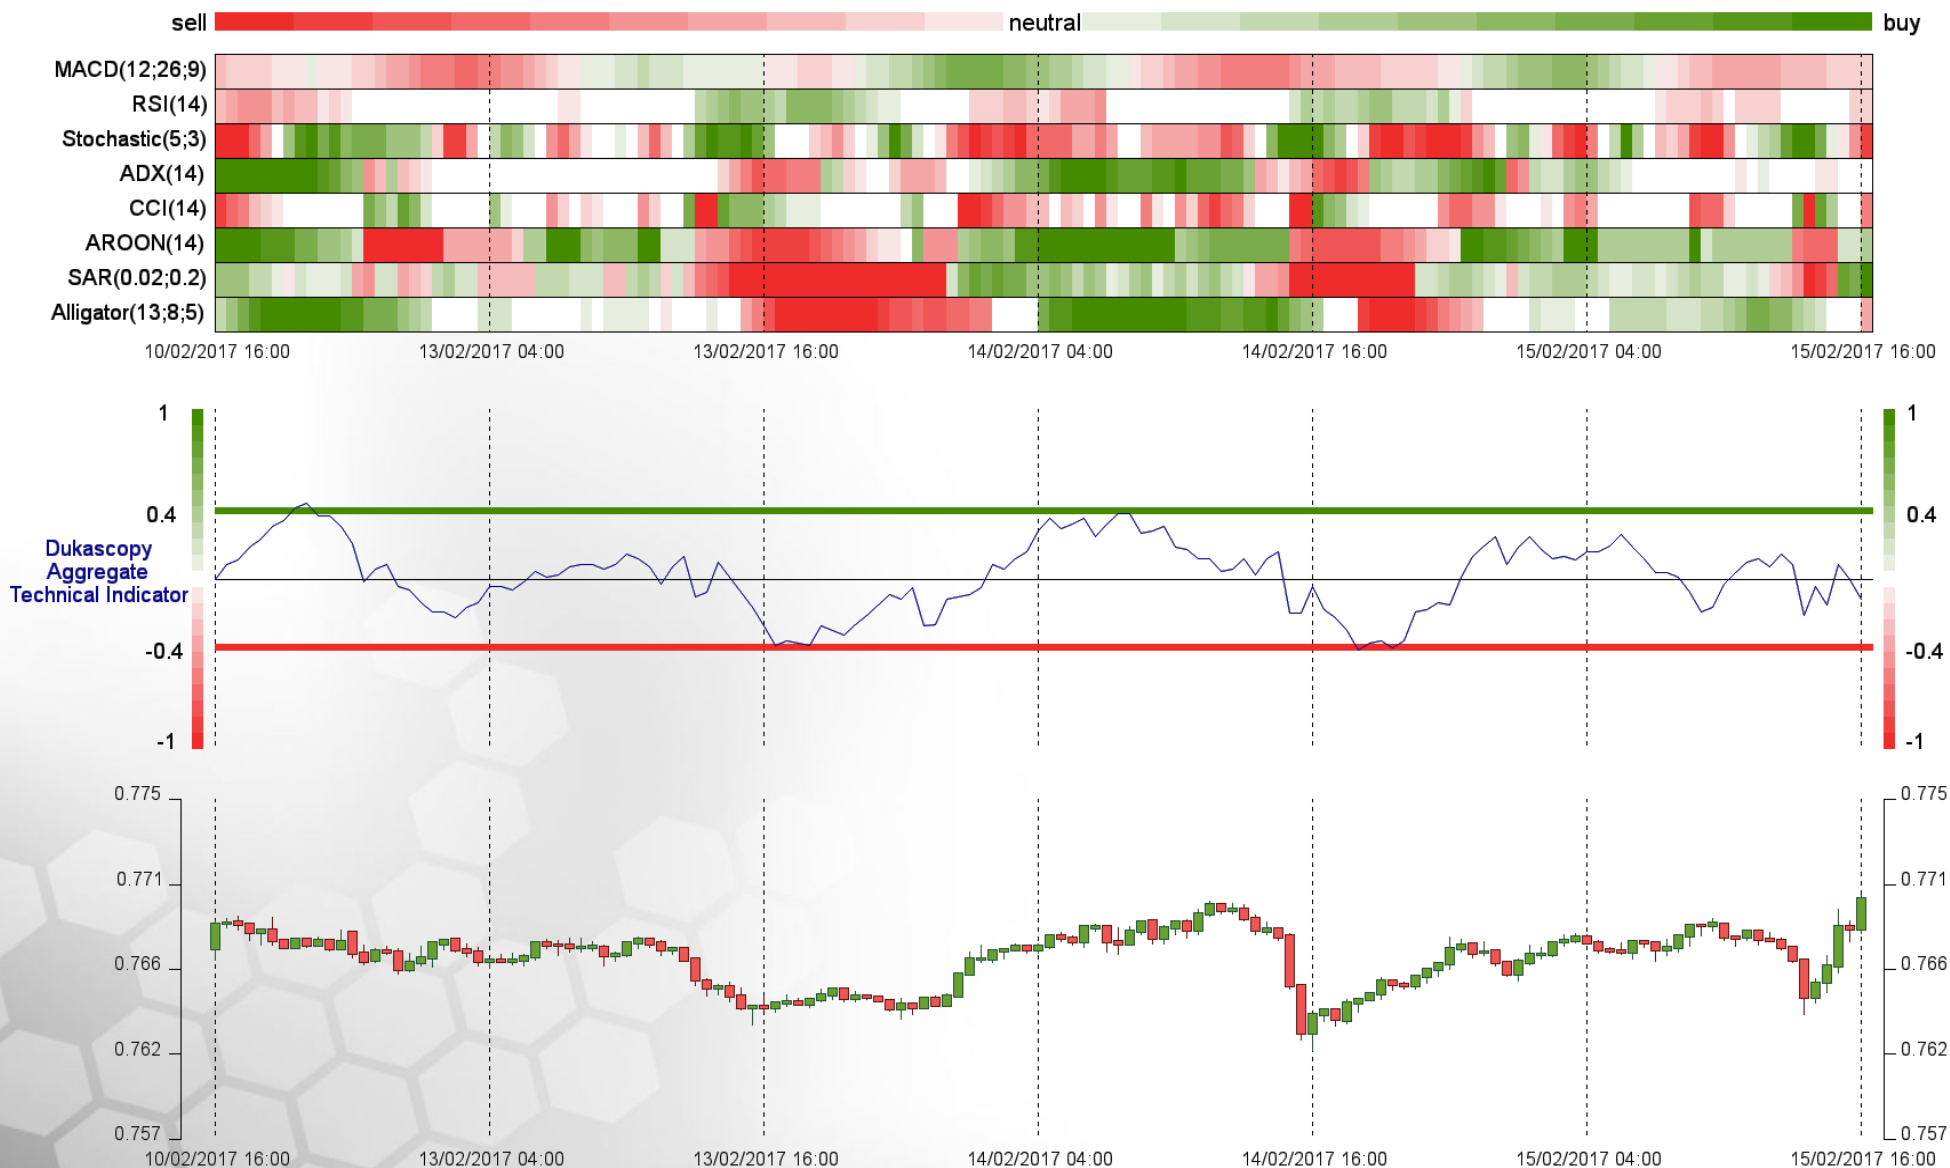 sell neutral buy
MACD(12;26;9)
RSI(14)
Stochastic(5;3)
ADX(14)
CCI(14)
AROON(14)
SAR(0.02;0.2)
Alligator(13;8;5)
10/02/2017 16:00 13/02/2017 04:00 13/02/2017 16:00 14/02/2017 04:00 14/02/2017 16:00 15/02/2017 04:00 15/02/2017 16:00
1 1
0.4 0.4
Dukascopy
Aggregate
Technical Indicator
-0.4 -0.4
-1 -1
0.775 0.775
0.771 0.771
0.766 0.766
0.762 0.762
0.757 0.757
10/02/2017 16:00 13/02/2017 04:00 13/02/2017 16:00 14/02/2017 04:00 14/02/2017 16:00 15/02/2017 04:00 15/02/2017 16:00